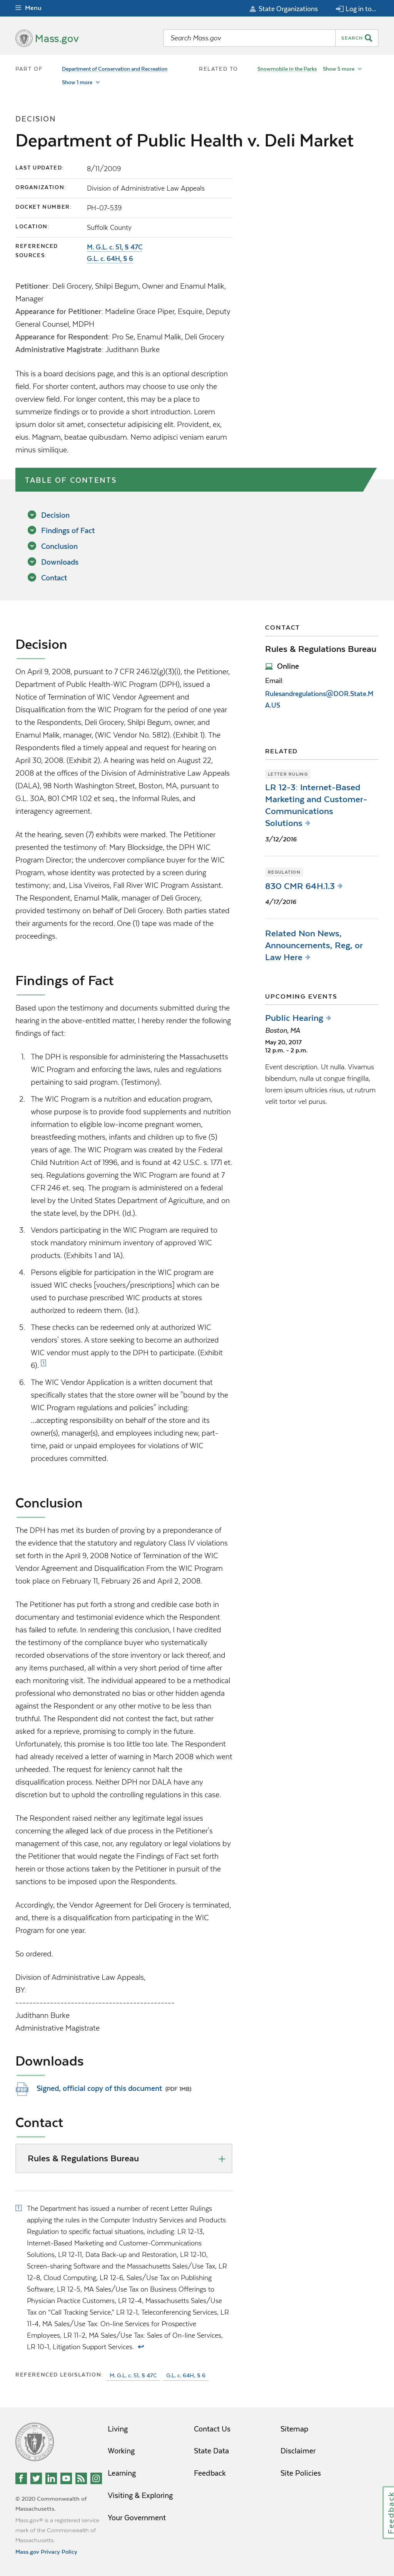 Menu
State Organizations
Log in to...
Mass.gov
Search Mass.gov
SEARCH
PART OF
Department of Conservation and Recreation
Show 1 more
RELATED TO
Snowmobile in the Parks
Show 5 more
DECISION
Department of Public Health v. Deli Market
LAST UPDATED: 8/11/2009
ORGANIZATION: Division of Administrative Law Appeals
DOCKET NUMBER: PH-07-539
LOCATION: Suffolk County
REFERENCED SOURCES
M. G.L. c. 51, § 47C
G.L. c. 64H, § 6
Petitioner: Deli Grocery, Shilpi Begum, Owner and Enamul Malik,
Manager
Appearance for Petitioner: Madeline Grace Piper, Esquire, Deputy
General Counsel, MDPH
Appearance for Respondent: Pro Se, Enamul Malik, Deli Grocery
Administrative Magistrate: Judithann Burke
This is a board decisions page, and this is an optional description
field. For shorter content, authors may choose to use only the
overview field. For longer content, this may be a place to
summerize findings or to provide a short introduction. Lorem
ipsum dolor sit amet, consectetur adipisicing elit. Provident, ex,
eius. Magnam, beatae quibusdam. Nemo adipisci veniam earum
minus similique.
TABLE OF CONTENTS
Decision
Findings of Fact
Conclusion
Downloads
Contact
Decision
On April 9, 2008, pursuant to 7 CFR 246.12(g)(3)(i), the Petitioner,
Department of Public Health-WIC Program (DPH), issued a
Notice of Termination of WIC Vendor Agreement and
Disqualification from the WIC Program for the period of one year
to the Respondents, Deli Grocery, Shilpi Begum, owner, and
Enamul Malik, manager, (WIC Vendor No. 5812). (Exhibit 1). The
Respondents filed a timely appeal and request for hearing on
April 30, 2008. (Exhibit 2). A hearing was held on August 22,
2008 at the offices of the Division of Administrative Law Appeals
(DALA), 98 North Washington Street, Boston, MA, pursuant to
G.L. 30A, 801 CMR 1.02 et seq., the Informal Rules, and
interagency agreement.
At the hearing, seven (7) exhibits were marked. The Petitioner
presented the testimony of: Mary Blocksidge, the DPH WIC
Program Director; the undercover compliance buyer for the WIC
Program, whose identity was protected by a screen during
testimony; and, Lisa Viveiros, Fall River WIC Program Assistant.
The Respondent, Enamul Malik, manager of Deli Grocery,
provided testimony on behalf of Deli Grocery. Both parties stated
their arguments for the record. One (1) tape was made of the
proceedings.
Findings of Fact
Based upon the testimony and documents submitted during the
hearing in the above-entitled matter, I hereby render the following
findings of fact:
1. The DPH is responsible for administering the Massachusetts
WIC Program and enforcing the laws, rules and regulations
pertaining to said program. (Testimony).
2. The WIC Program is a nutrition and education program,
whose purpose is to provide food supplements and nutrition
information to eligible low-income pregnant women,
breastfeeding mothers, infants and children up to five (5)
years of age. The WIC Program was created by the Federal
Child Nutrition Act of 1996, and is found at 42 U.S.C. s. 1771 et.
seq. Regulations governing the WIC Program are found at 7
CFR 246 et. seq. The program is administered on a federal
level by the United States Department of Agriculture, and on
the state level, by the DPH. (Id.).
3. Vendors participating in the WIC Program are required to
stock mandatory minimum inventory of approved WIC
products. (Exhibits 1 and 1A).
4. Persons eligible for participation in the WIC program are
issued WIC checks [vouchers/prescriptions] which can be
used to purchase prescribed WIC products at stores
authorized to redeem them. (Id.).
5. These checks can be redeemed only at authorized WIC
vendors' stores. A store seeking to become an authorized
WIC vendor must apply to the DPH to participate. (Exhibit
6). 1
6. The WIC Vendor Application is a written document that
specifically states that the store owner will be "bound by the
WIC Program regulations and policies" including:
...accepting responsibility on behalf of the store and its
owner(s), manager(s), and employees including new, part-
time, paid or unpaid employees for violations of WIC
procedures committed.
Conclusion
The DPH has met its burden of proving by a preponderance of
the evidence that the statutory and regulatory Class IV violations
set forth in the April 9, 2008 Notice of Termination of the WIC
Vendor Agreement and Disqualification From the WIC Program
took place on February 11, February 26 and April 2, 2008.
The Petitioner has put forth a strong and credible case both in
documentary and testimonial evidence which the Respondent
has failed to refute. In rendering this conclusion, I have credited
the testimony of the compliance buyer who systematically
recorded observations of the store inventory or lack thereof, and
any items purchased, all within a very short period of time after
each monitoring visit. The individual appeared to be a methodical
professional who demonstrated no bias or other hidden agenda
against the Respondent or any other motive to be less than
truthful. The Respondent did not contest the fact, but rather
asked for a reprieve, promising to comply in the future.
Unfortunately, this promise is too little too late. The Respondent
had already received a letter of warning in March 2008 which went
unheeded. The request for leniency cannot halt the
disqualification process. Neither DPH nor DALA have any
discretion but to uphold the controlling regulations in this case.
The Respondent raised neither any legitimate legal issues
concerning the alleged lack of due process in the Petitioner's
management of this case, nor, any regulatory or legal violations by
the Petitioner that would negate the Findings of Fact set forth
herein or those actions taken by the Petitioner in pursuit of the
sanctions to be imposed upon the Respondents.
Accordingly, the Vendor Agreement for Deli Grocery is terminated,
and, there is a disqualification from participating in the WIC
Program for one year.
So ordered.
Division of Administrative Law Appeals,
BY:
----------------------------------------------
Judithann Burke
Administrative Magistrate
Downloads
Signed, official copy of this document (PDF 1MB)
Contact
Rules & Regulations Bureau
1 The Department has issued a number of recent Letter Rulings
applying the rules in the Computer Industry Services and Products
Regulation to specific factual situations, including: LR 12-13,
Internet-Based Marketing and Customer-Communications
Solutions, LR 12-11, Data Back-up and Restoration, LR 12-10,
Screen-sharing Software and the Massachusetts Sales/Use Tax, LR
12-8, Cloud Computing, LR 12-6, Sales/Use Tax on Publishing
Software, LR 12-5, MA Sales/Use Tax on Business Offerings to
Physician Practice Customers, LR 12-4, Massachusetts Sales/Use
Tax on "Call Tracking Service," LR 12-1, Teleconferencing Services, LR
11-4, MA Sales/Use Tax: On-line Services for Prospective
Employees, LR 11-2, MA Sales/Use Tax: Sales of On-line Services,
LR 10-1, Litigation Support Services.
REFERENCED LEGISLATION
M. G.L. c. 51, § 47C
G.L. c. 64H, § 6
CONTACT
Rules & Regulations Bureau
Online
Email:
Rulesandregulations@DOR.State.M
A.US
RELATED
LETTER RULING
LR 12-3: Internet-Based
Marketing and Customer-
Communications
Solutions
3/12/2016
REGULATION
830 CMR 64H.1.3
4/17/2016
Related Non News,
Announcements, Reg, or
Law Here
UPCOMING EVENTS
Public Hearing
Boston, MA
May 20, 2017
12 p.m. - 2 p.m.
Event description. Ut nulla. Vivamus
bibendum, nulla ut congue fringilla,
lorem ipsum ultricies risus, ut rutrum
velit tortor vel purus.
Living
Working
Learning
Visiting & Exploring
Your Government
Contact Us
State Data
Feedback
Sitemap
Disclaimer
Site Policies
© 2020 Commonwealth of
Massachusetts.
Mass.gov® is a registered service
mark of the Commonwealth of
Massachusetts.
Mass.gov Privacy Policy
Feedback